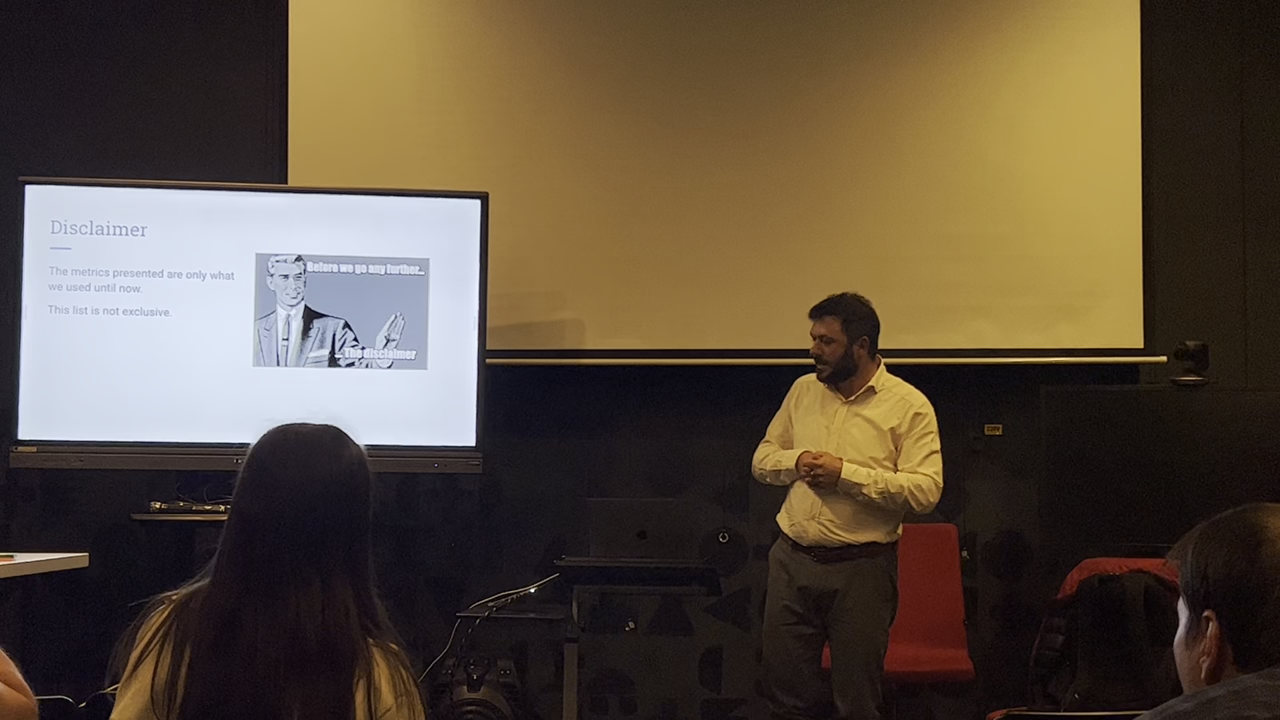 Disclaimer
The metrics presented are only what
we used until now.
This list is not exclusive.
Before we go any further...
...The disclaimer